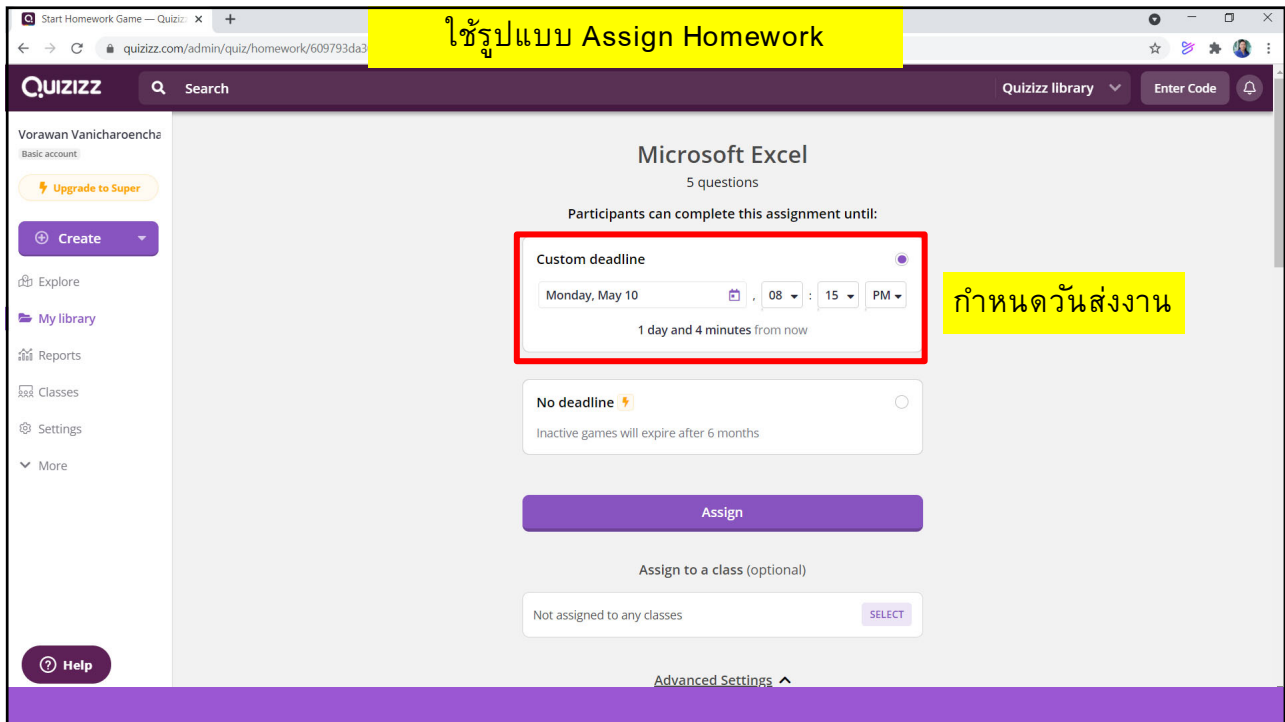 Start Homework Game — Quiziz
ใช้รูปแบบ Assign Homework
quizizz.com/admin/quiz/homework/609793da3
QUIZIZZ
Search
Quizizz library
Enter Code
Vorawan Vanicharoencha
Basic account
Upgrade to Super
Create
Explore
My library
Reports
Classes
Settings
More
Help
Microsoft Excel
5 questions
Participants can complete this assignment until:
Custom deadline
Monday, May 10 , 08 : 15 PM
1 day and 4 minutes from now
กำหนดวันส่งงาน
No deadline
Inactive games will expire after 6 months
Assign
Assign to a class (optional)
Not assigned to any classes SELECT
Advanced Settings